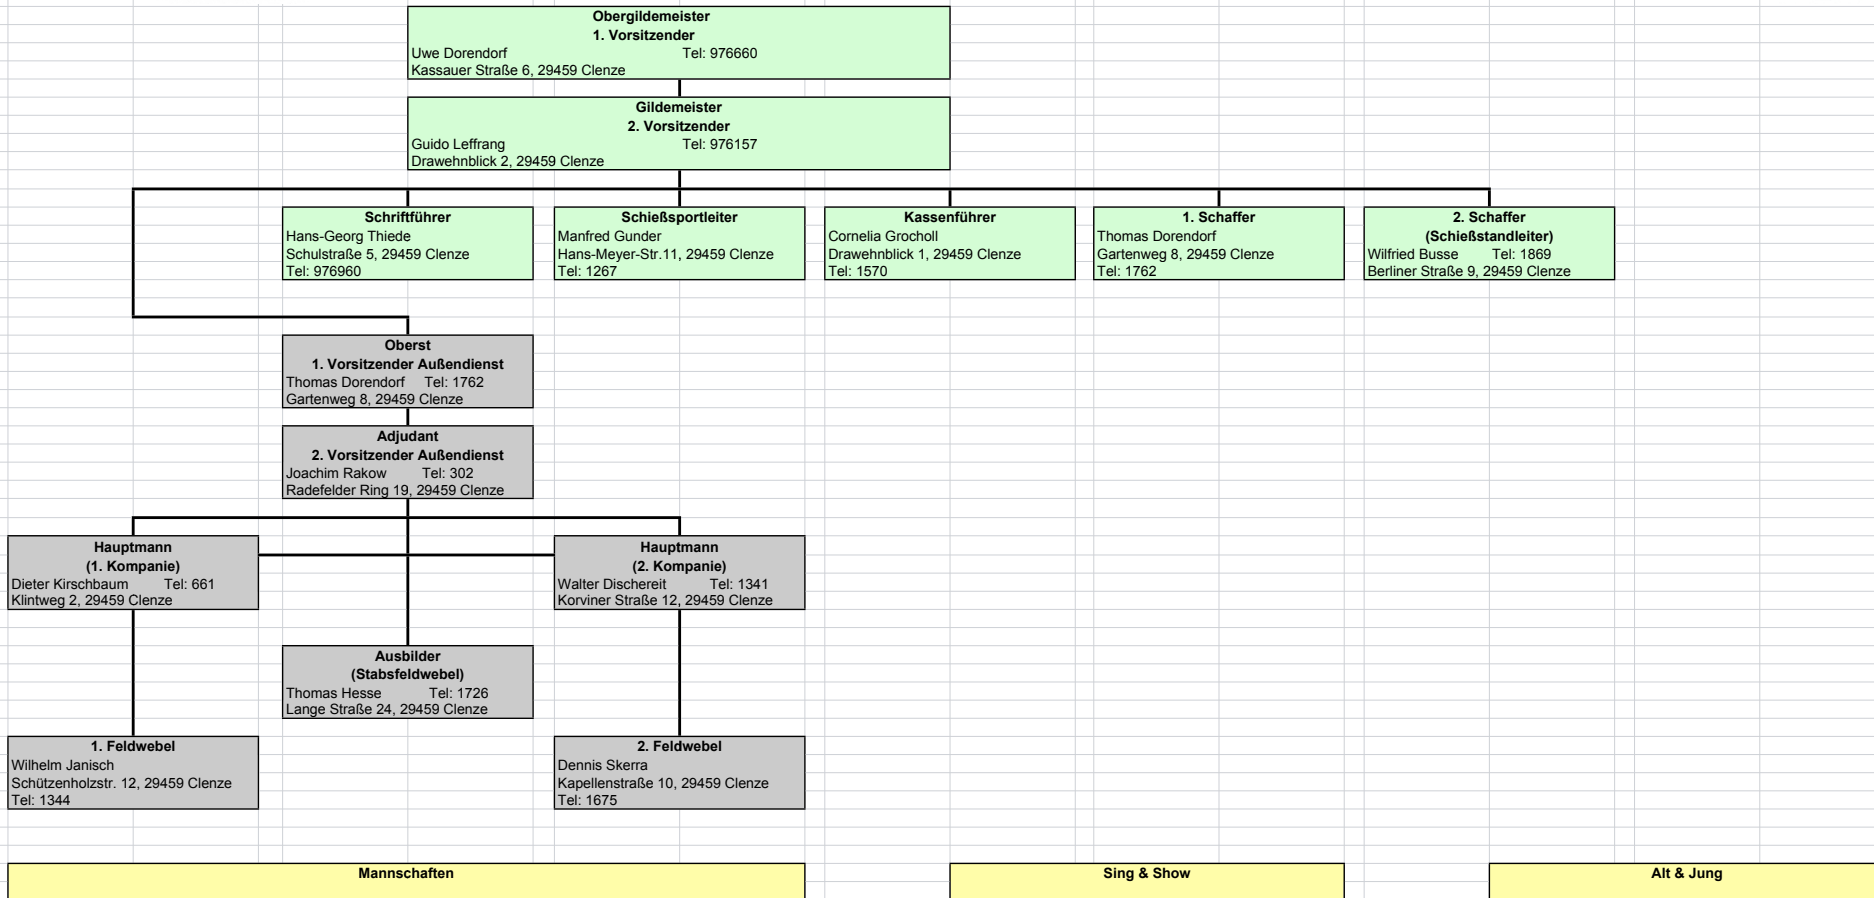 Obergildemeister
1. Vorsitzender
Uwe Dorendorf Tel: 976660
Kassauer Straße 6, 29459 Clenze
Gildemeister
2. Vorsitzender
Guido Leffrang Tel: 976157
Drawehnblick 2, 29459 Clenze
Schriftführer
Hans-Georg Thiede
Schulstraße 5, 29459 Clenze
Tel: 976960
Schießsportleiter
Manfred Gunder
Hans-Meyer-Str.11, 29459 Clenze
Tel: 1267
Kassenführer
Cornelia Grocholl
Drawehnblick 1, 29459 Clenze
Tel: 1570
1. Schaffer
Thomas Dorendorf
Gartenweg 8, 29459 Clenze
Tel: 1762
2. Schaffer
(Schießstandleiter)
Wilfried Busse Tel: 1869
Berliner Straße 9, 29459 Clenze
Oberst
1. Vorsitzender Außendienst
Thomas Dorendorf Tel: 1762
Gartenweg 8, 29459 Clenze
Adjudant
2. Vorsitzender Außendienst
Joachim Rakow Tel: 302
Radefelder Ring 19, 29459 Clenze
Hauptmann
(1. Kompanie)
Dieter Kirschbaum Tel: 661
Klintweg 2, 29459 Clenze
Hauptmann
(2. Kompanie)
Walter Dischereit Tel: 1341
Korviner Straße 12, 29459 Clenze
Ausbilder
(Stabsfeldwebel)
Thomas Hesse Tel: 1726
Lange Straße 24, 29459 Clenze
1. Feldwebel
Wilhelm Janisch
Schützenholzstr. 12, 29459 Clenze
Tel: 1344
2. Feldwebel
Dennis Skerra
Kapellenstraße 10, 29459 Clenze
Tel: 1675
Mannschaften
Sing & Show
Alt & Jung